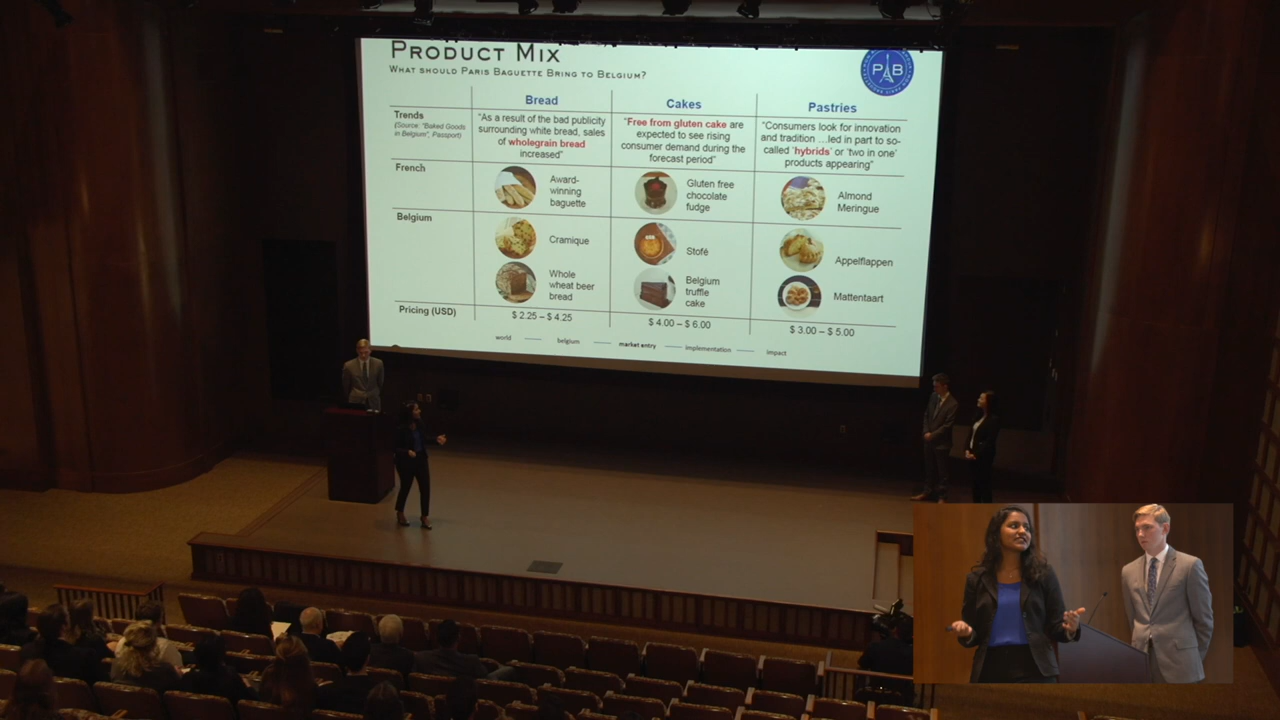 PRODUCT MIX
WHAT SHOULD PARIS BAGUETTE BRING TO BELGIUM?
P B
Bread
Cakes
Pastries
Trends
(Source: "Baked Goods
in Belgium", Passport)
"As a result of the bad publicity
surrounding white bread, sales
of wholegrain bread
increased"
"Free from gluten cake are
expected to see rising
consumer demand during the
forecast period"
"Consumers look for innovation
and tradition …led in part to so-
called 'hybrids' or 'two in one'
products appearing"
French
Award-
winning
baguette
Gluten free
chocolate
fudge
Almond
Meringue
Belgium
Cramique
Stofé
Appelflappen
Whole
wheat beer
bread
Belgium
truffle
cake
Mattentaart
Pricing (USD)
$ 2.25 – $ 4.25
$ 4.00 – $ 6.00
$ 3.00 – $ 5.00
world
belgium
market entry
implementation
impact